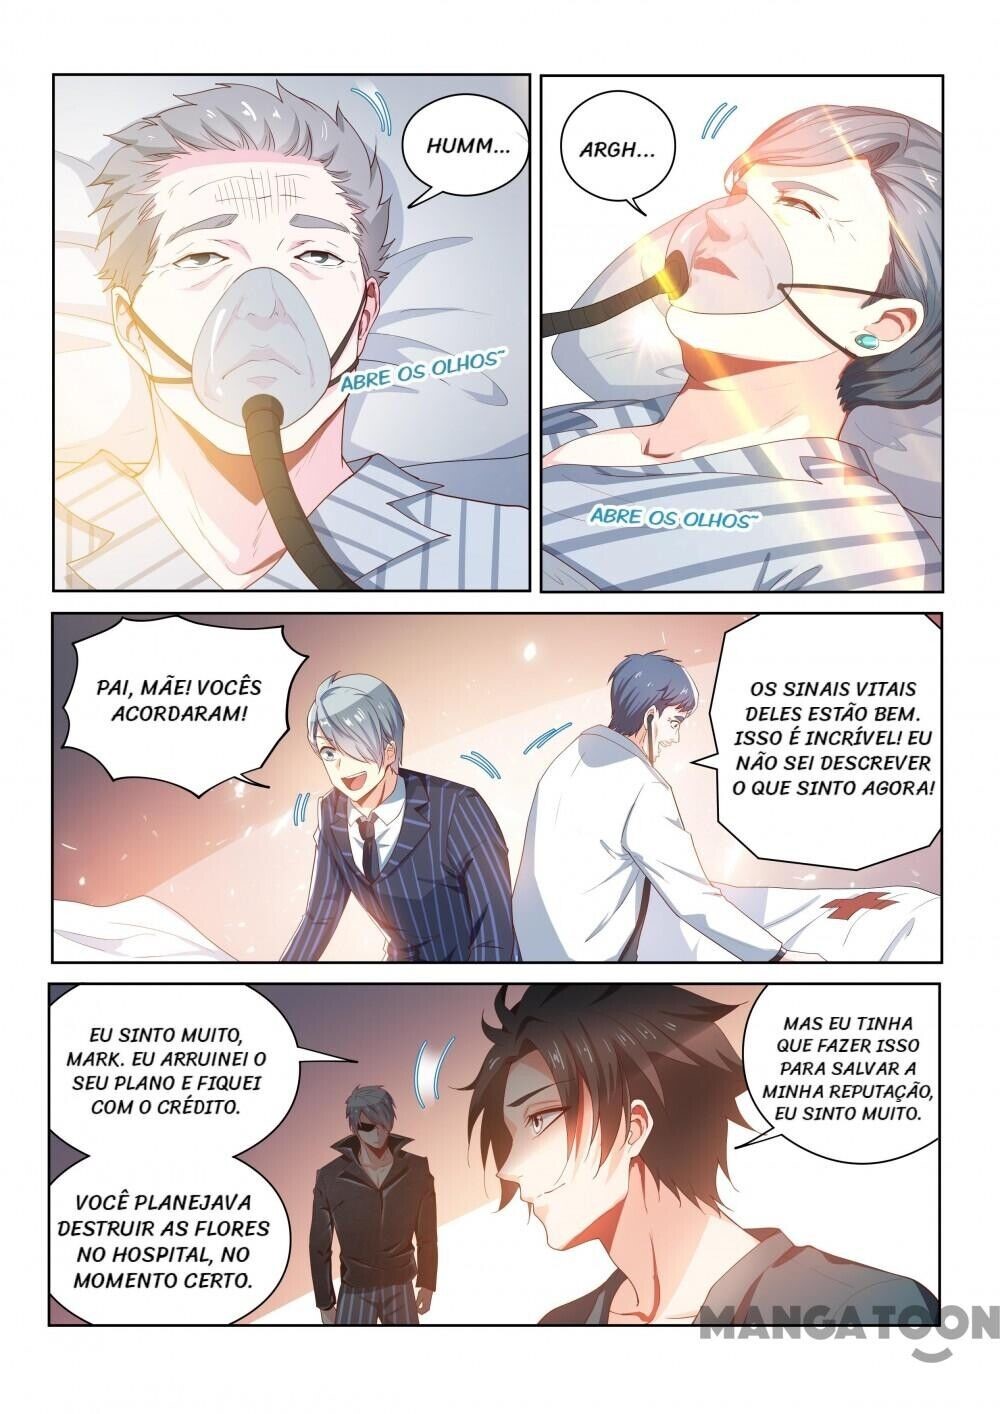 HUMM...
ARGH...
ABRE OS OLHOS~
ABRE OS OLHOS~
PAI, MÃE! VOCÊS
ACORDARAM!
OS SINAIS VITAIS
DELES ESTÃO BEM.
ISSO É INCRÍVEL! EU
NÃO SEI DESCREVER
O QUE SINTO AGORA!
EU SINTO MUITO,
MARK. EU ARRUINEI O
SEU PLANO E FIQUEI
COM O CRÉDITO.
VOCÊ PLANEJAVA
DESTRUIR AS FLORES
NO HOSPITAL, NO
MOMENTO CERTO.
MAS EU TINHA
QUE FAZER ISSO
PARA SALVAR A
MINHA REPUTAÇÃO,
EU SINTO MUITO.
MANGATOON